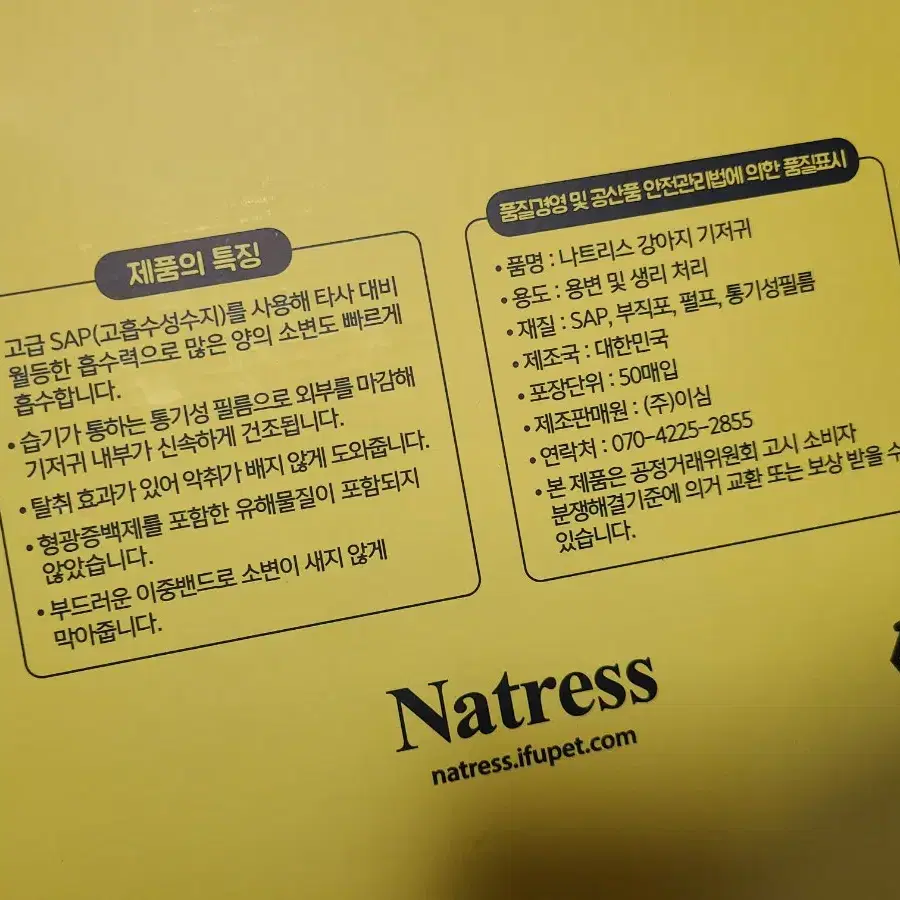 제품의 특징
고급 SAP(고흡수성수지)를 사용해 타사 대비
월등한 흡수력으로 많은 양의 소변도 빠르게
흡수합니다.
• 습기가 통하는 통기성 필름으로 외부를 마감해
기저귀 내부가 신속하게 건조됩니다.
• 탈취 효과가 있어 악취가 배지 않게 도와줍니다.
• 형광증백제를 포함한 유해물질이 포함되지
않았습니다.
• 부드러운 이중밴드로 소변이 새지 않게
막아줍니다.
품질경영 및 공산품 안전관리법에 의한 품질표시
• 품명 : 나트리스 강아지 기저귀
• 용도 : 용변 및 생리 처리
• 재질 : SAP, 부직포, 펄프, 통기성필름
• 제조국 : 대한민국
• 포장단위 : 50매입
• 제조판매원 : (주)이심
• 연락처 : 070-4225-2855
• 본 제품은 공정거래위원회 고시 소비자
분쟁해결기준에 의거 교환 또는 보상 받을 수
있습니다.
Natress
natress.ifupet.com